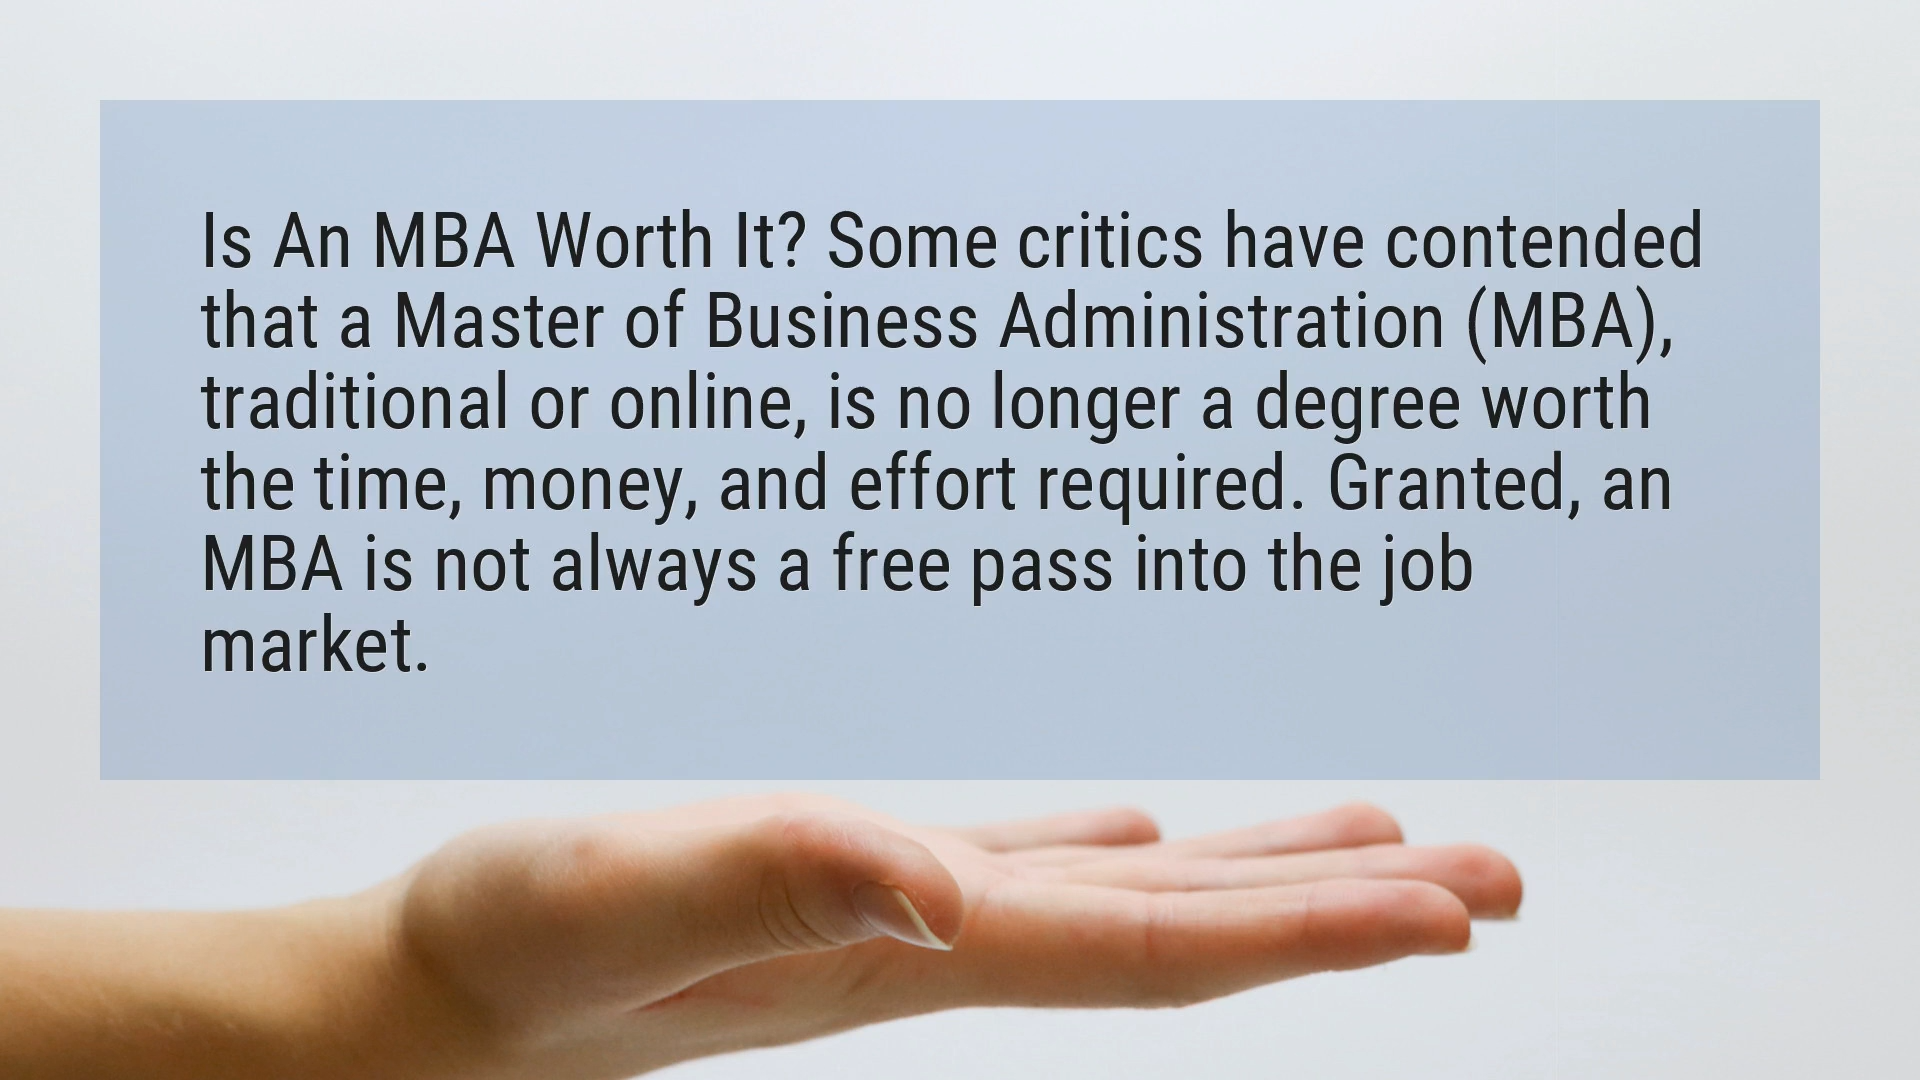 Is An MBA Worth It? Some critics have contended
that a Master of Business Administration (MBA),
traditional or online, is no longer a degree worth
the time, money, and effort required. Granted, an
MBA is not always a free pass into the job
market.